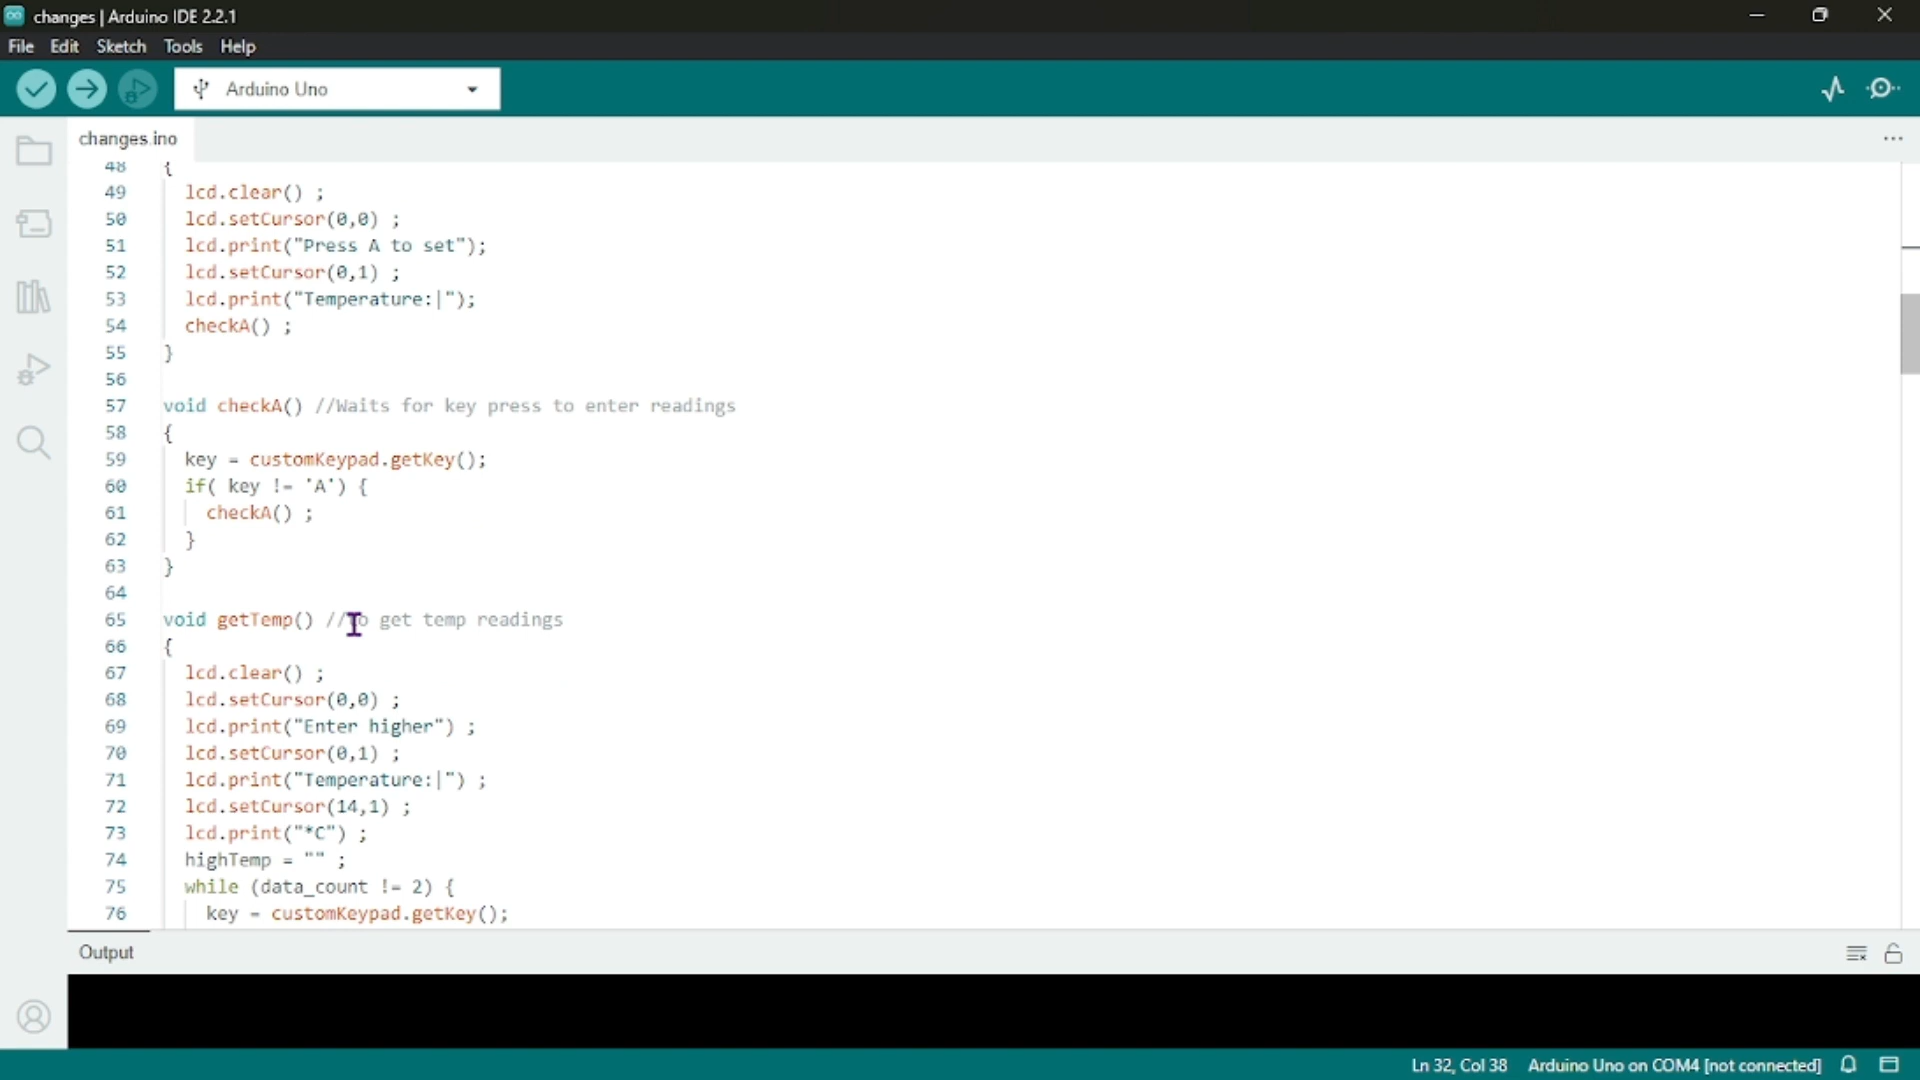 changes | Arduino IDE 2.2.1
File Edit Sketch Tools Help
Arduino Uno
changes.ino
48 {
49 lcd.clear() ;
50 lcd.setCursor(0,0) ;
51 lcd.print("Press A to set");
52 lcd.setCursor(0,1) ;
53 lcd.print("Temperature:|");
54 checkA() ;
55 }
56
57 void checkA() //Waits for key press to enter readings
58 {
59 key = customKeypad.getKey();
60 if( key != 'A') {
61 checkA() ;
62 }
63 }
64
65 void getTemp() //To get temp readings
66 {
67 lcd.clear() ;
68 lcd.setCursor(0,0) ;
69 lcd.print("Enter higher") ;
70 lcd.setCursor(0,1) ;
71 lcd.print("Temperature:|") ;
72 lcd.setCursor(14,1) ;
73 lcd.print("*C") ;
74 highTemp = "" ;
75 while (data_count != 2) {
76 key = customKeypad.getKey();
Output
Ln 32, Col 38 Arduino Uno on COM4 [not connected]